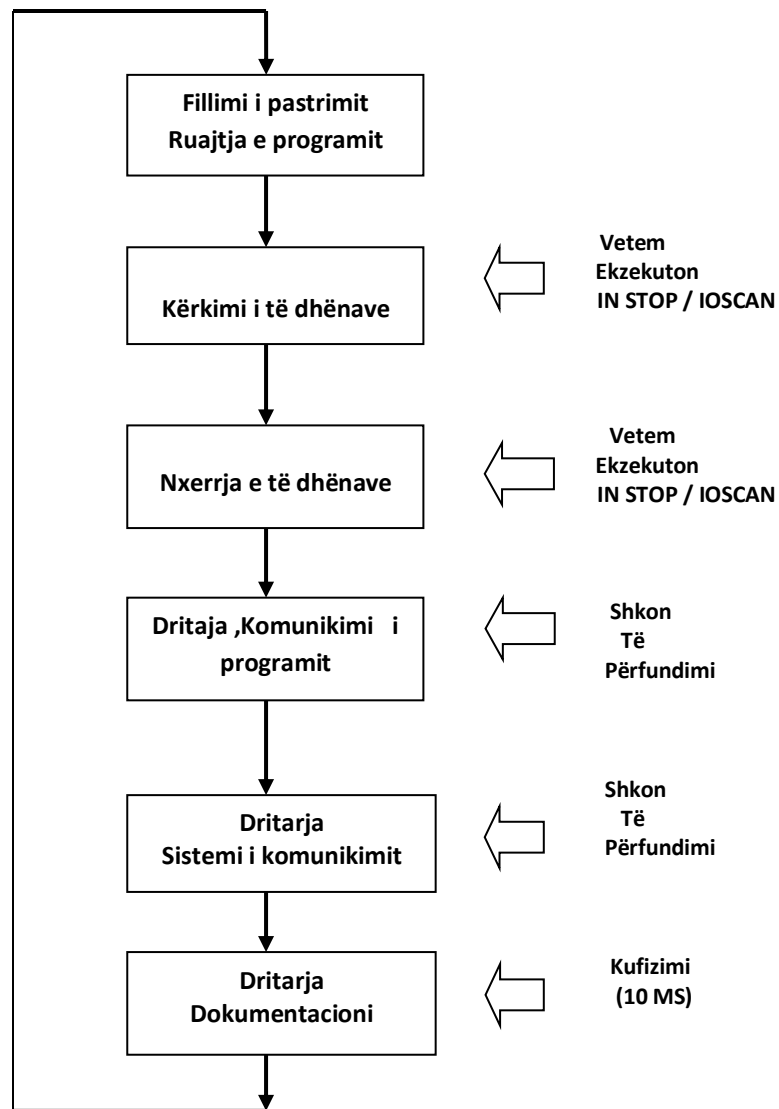 Fillimi i pastrimit
Ruajtja e programit
Vetem
Ekzekuton
IN STOP / IOSCAN
Kërkimi i të dhënave
Vetem
Ekzekuton
IN STOP / IOSCAN
Nxerrja e të dhënave
Dritaja ,Komunikimi i
programit
Shkon
Të
Përfundimi
Dritarja
Sistemi i komunikimit
Shkon
Të
Përfundimi
Dritarja
Dokumentacioni
Kufizimi
(10 MS)